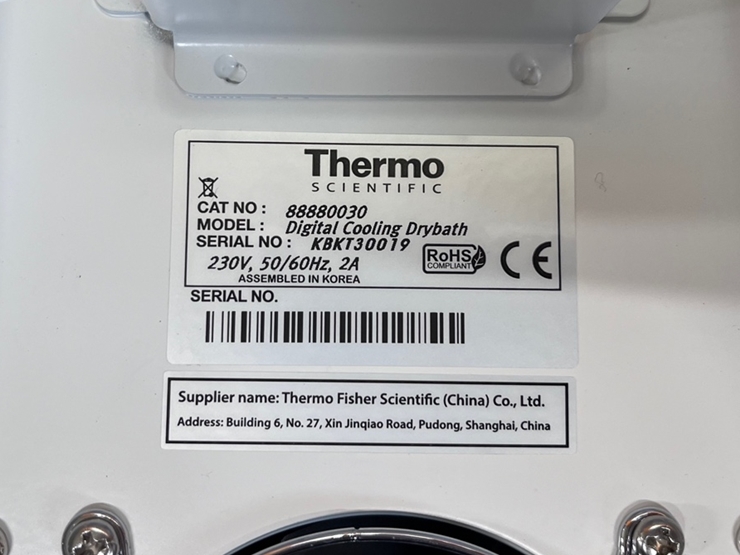 Thermo
SCIENTIFIC
CAT NO : 88880030
MODEL : Digital Cooling Drybath
SERIAL NO : KBKT30019
230V, 50/60Hz, 2A
ASSEMBLED IN KOREA
RoHS
COMPLIANT
CE
SERIAL NO.
Supplier name: Thermo Fisher Scientific (China) Co., Ltd.
Address: Building 6, No. 27, Xin Jinqiao Road, Pudong, Shanghai, China